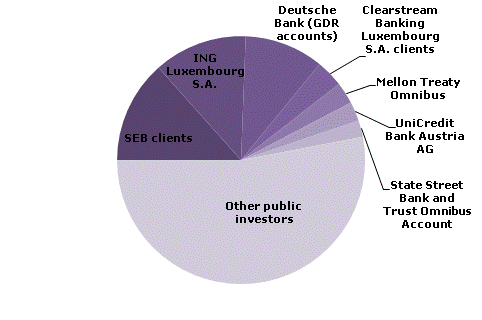 Deutsche
Bank (GDR
accounts)
Clearstream
Banking
Luxembourg
S.A. clients
ING
Luxembourg
S.A.
Mellon Treaty
Omnibus
UniCredit
Bank Austria
AG
SEB clients
State Street
Bank and
Trust Omnibus
Account
Other public
investors